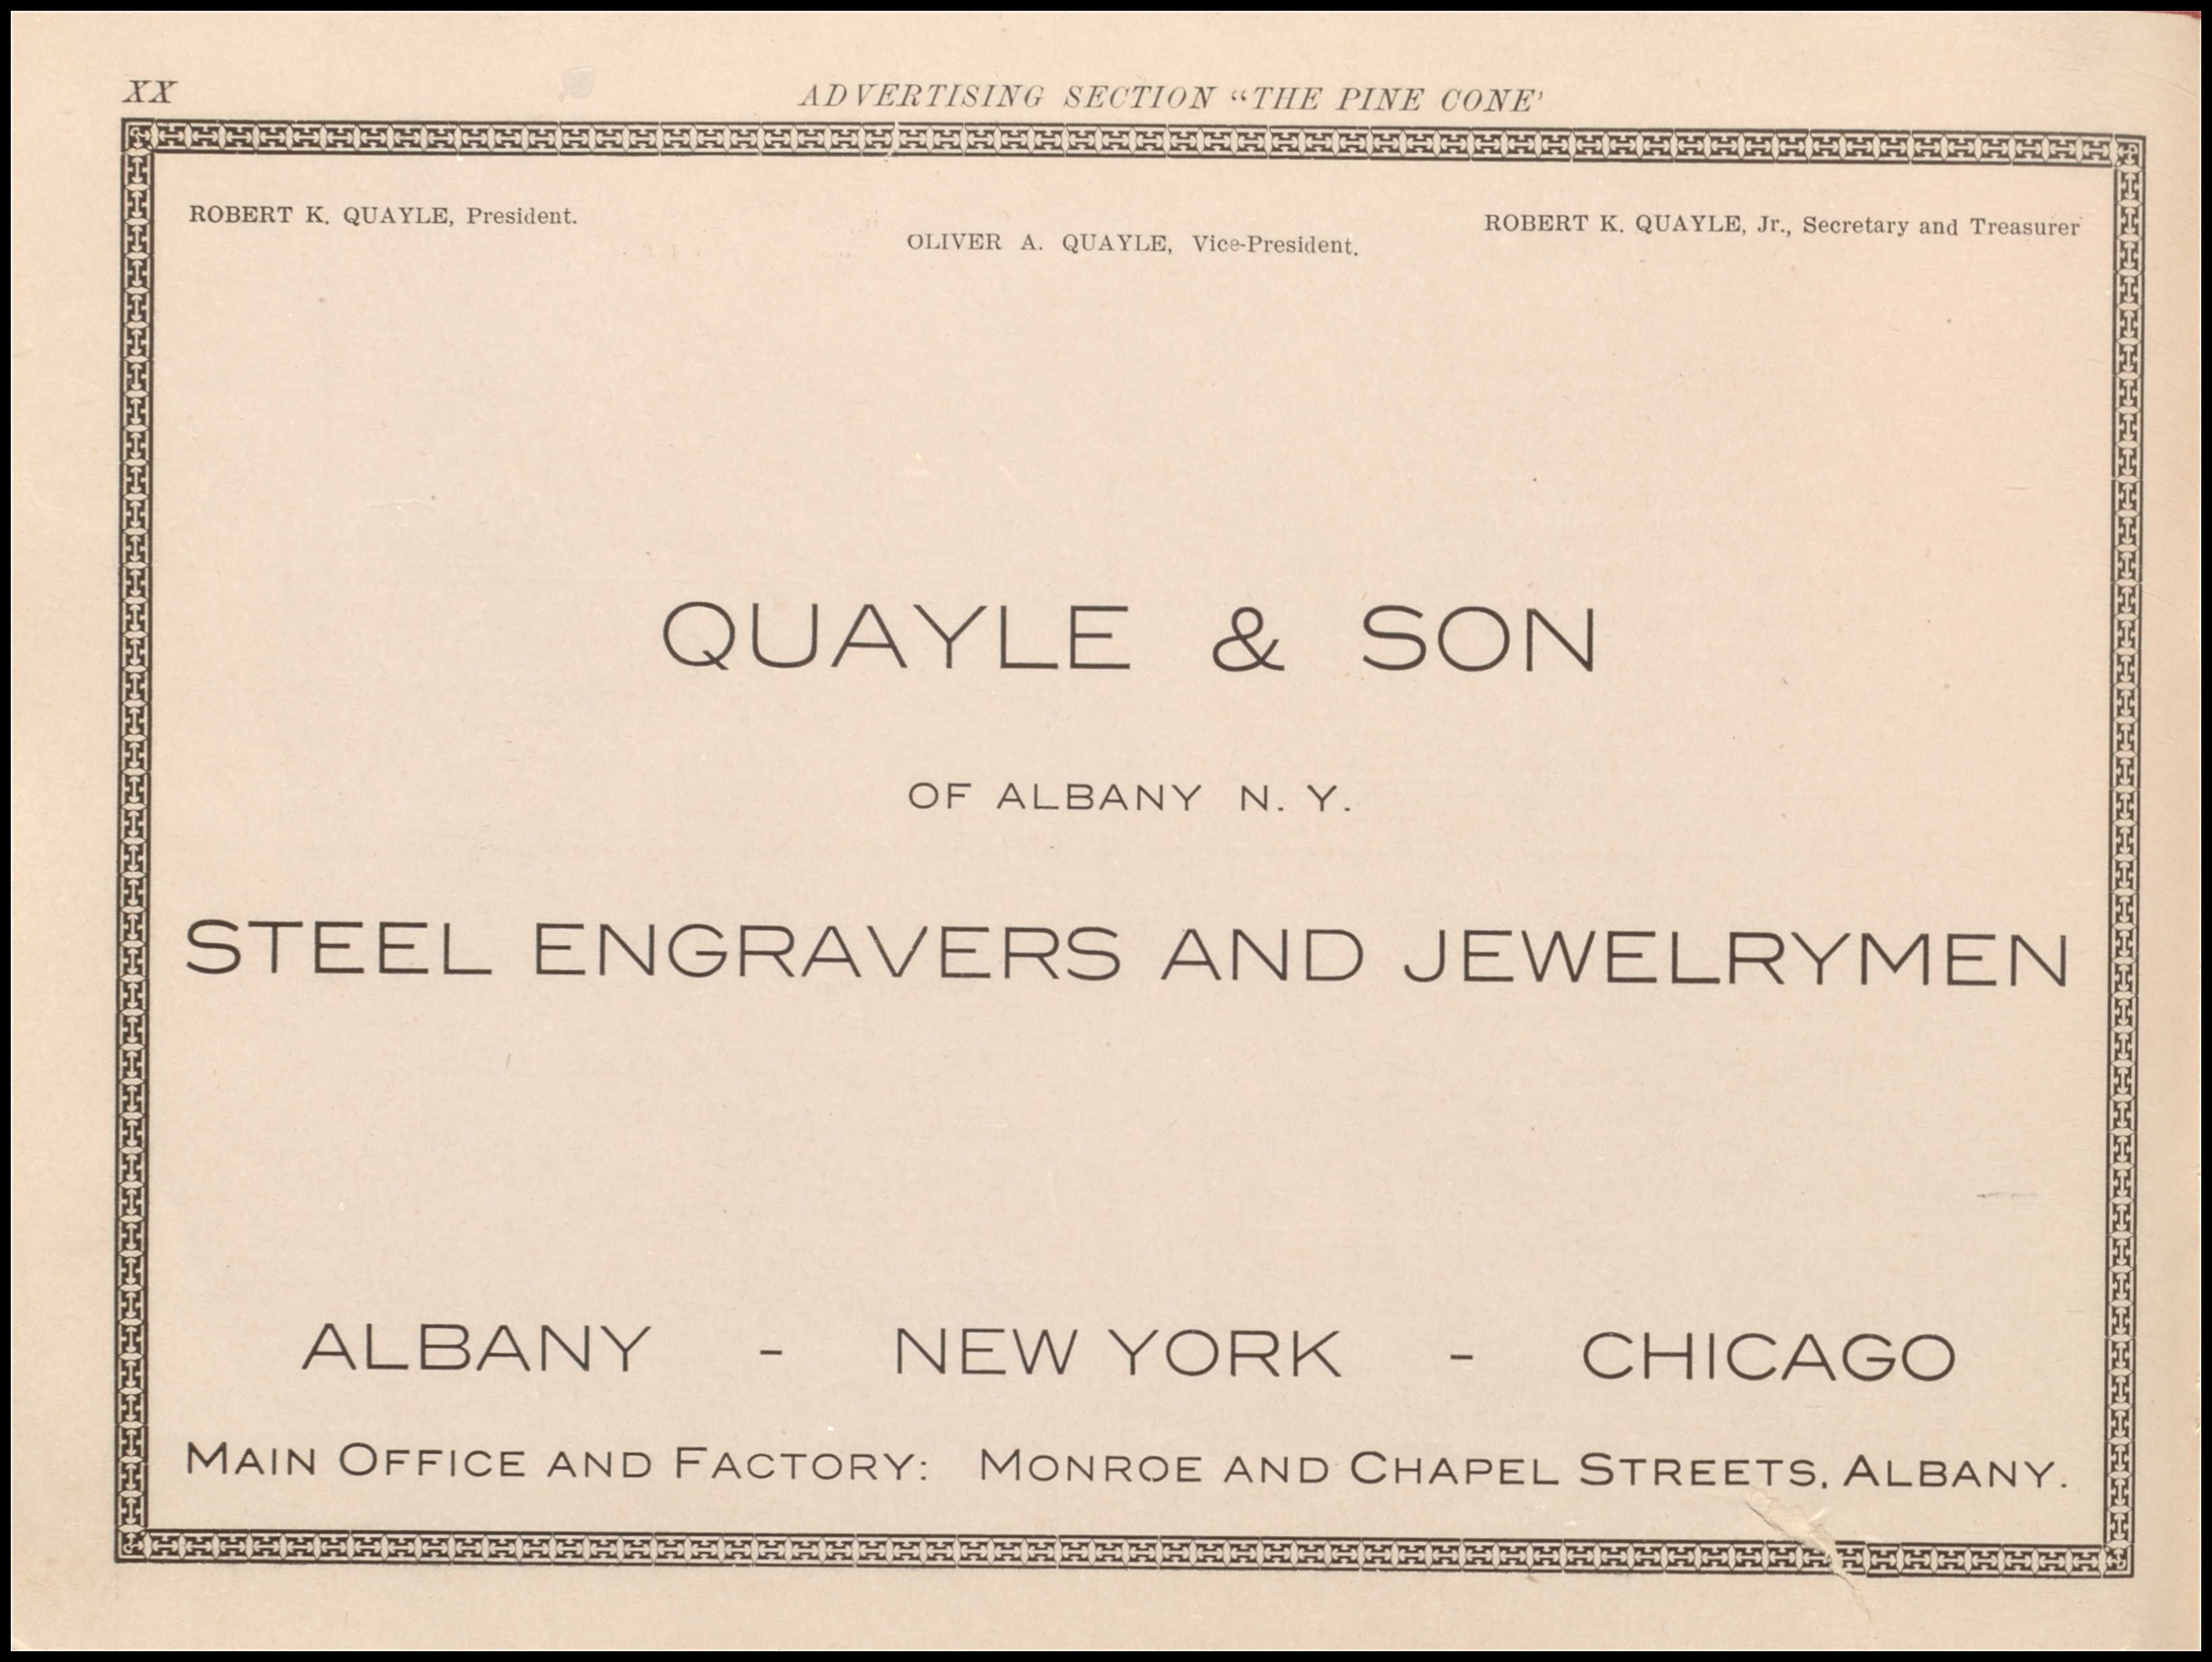 XX
ADVERTISING SECTION “THE PINE CONE'
ROBERT K. QUAYLE, President.
OLIVER A. QUAYLE, Vice-President.
ROBERT K. QUAYLE, Jr., Secretary and Treasurer
QUAYLE & SON
OF ALBANY N. Y.
STEEL ENGRAVERS AND JEWELRYMEN
ALBANY - NEW YORK - CHICAGO
MAIN OFFICE AND FACTORY: MONROE AND CHAPEL STREETS, ALBANY.